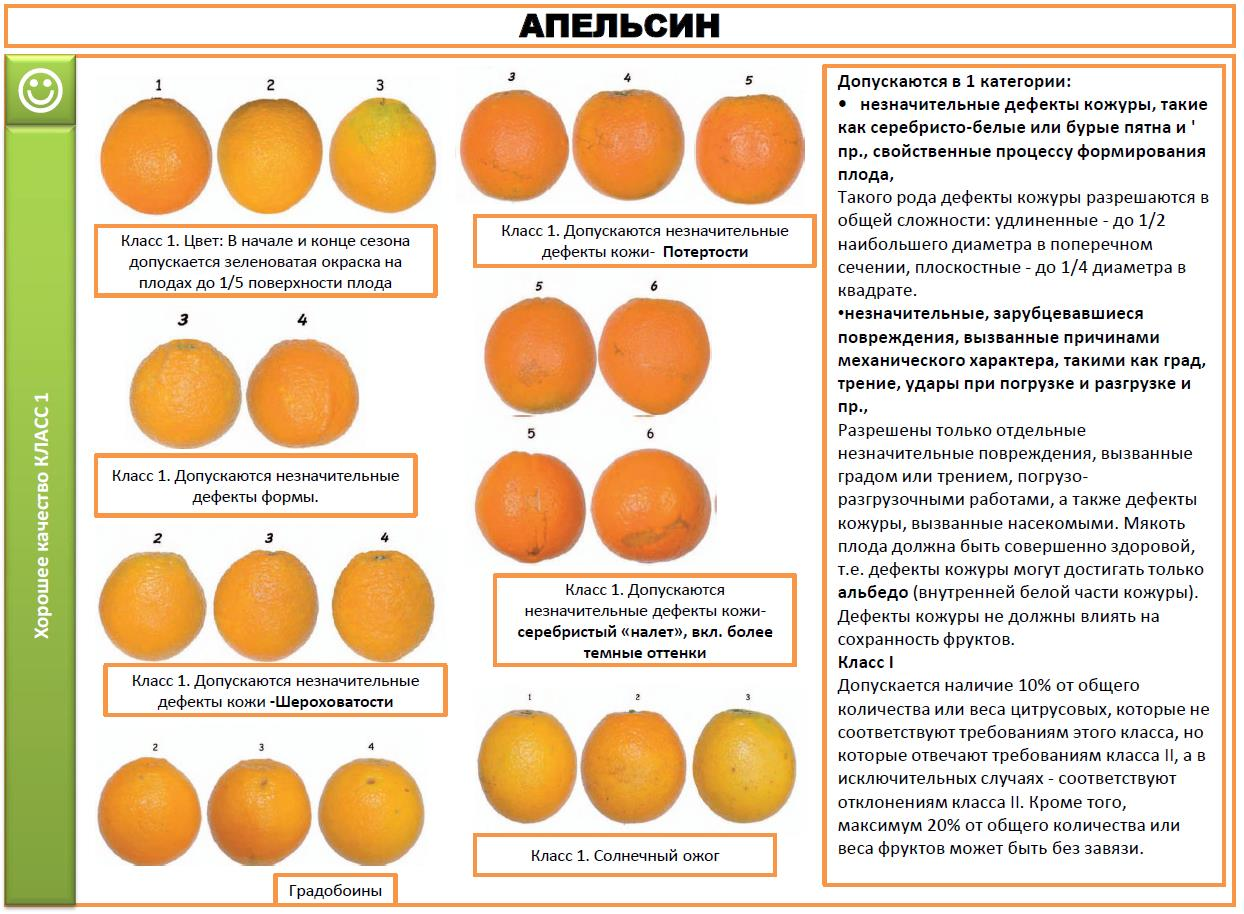 АПЕЛЬСИН
Хорошее качество КЛАСС 1
1 2 3
Класс 1. Цвет: В начале и конце сезона
допускается зеленоватая окраска на
плодах до 1/5 поверхности плода
3 4
Класс 1. Допускаются незначительные
дефекты формы.
2 3 4
Класс 1. Допускаются незначительные
дефекты кожи -Шероховатости
2 3 4
Градобоины
3 4 5
Класс 1. Допускаются незначительные
дефекты кожи- Потертости
5 6
5 6
Класс 1. Допускаются
незначительные дефекты кожи-
серебристый «налет», вкл. более
темные оттенки
1 2 3
Класс 1. Солнечный ожог
Допускаются в 1 категории:
• незначительные дефекты кожуры, такие
как серебристо-белые или бурые пятна и '
пр., свойственные процессу формирования
плода,
Такого рода дефекты кожуры разрешаются в
общей сложности: удлиненные - до 1/2
наибольшего диаметра в поперечном
сечении, плоскостные - до 1/4 диаметра в
квадрате.
•незначительные, зарубцевавшиеся
повреждения, вызванные причинами
механического характера, такими как град,
трение, удары при погрузке и разгрузке и
пр.,
Разрешены только отдельные
незначительные повреждения, вызванные
градом или трением, погрузо-
разгрузочными работами, а также дефекты
кожуры, вызванные насекомыми. Мякоть
плода должна быть совершенно здоровой,
т.е. дефекты кожуры могут достигать только
альбедо (внутренней белой части кожуры).
Дефекты кожуры не должны влиять на
сохранность фруктов.
Класс I
Допускается наличие 10% от общего
количества или веса цитрусовых, которые не
соответствуют требованиям этого класса, но
которые отвечают требованиям класса II, а в
исключительных случаях - соответствуют
отклонениям класса II. Кроме того,
максимум 20% от общего количества или
веса фруктов может быть без завязи.